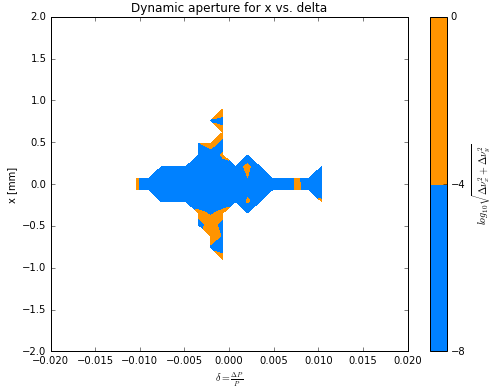 Dynamic aperture for x vs. delta
2.0
1.5
1.0
0.5
0.0
−0.5
−1.0
−1.5
−2.0
x [mm]
−0.020 −0.015 −0.010 −0.005 0.000 0.005 0.010 0.015 0.020
δ = ΔP/P
0
−4
−8
log₁₀√(Δν²ₓ + Δν²ᵧ)